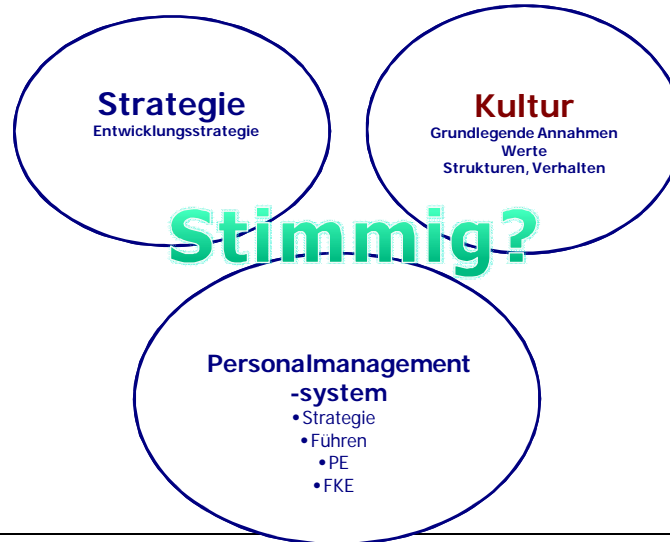 Strategie
Entwicklungsstrategie
Kultur
Grundlegende Annahmen
Werte
Strukturen, Verhalten
Stimmig?
Personalmanagement
-system
• Strategie
• Führen
• PE
• FKE